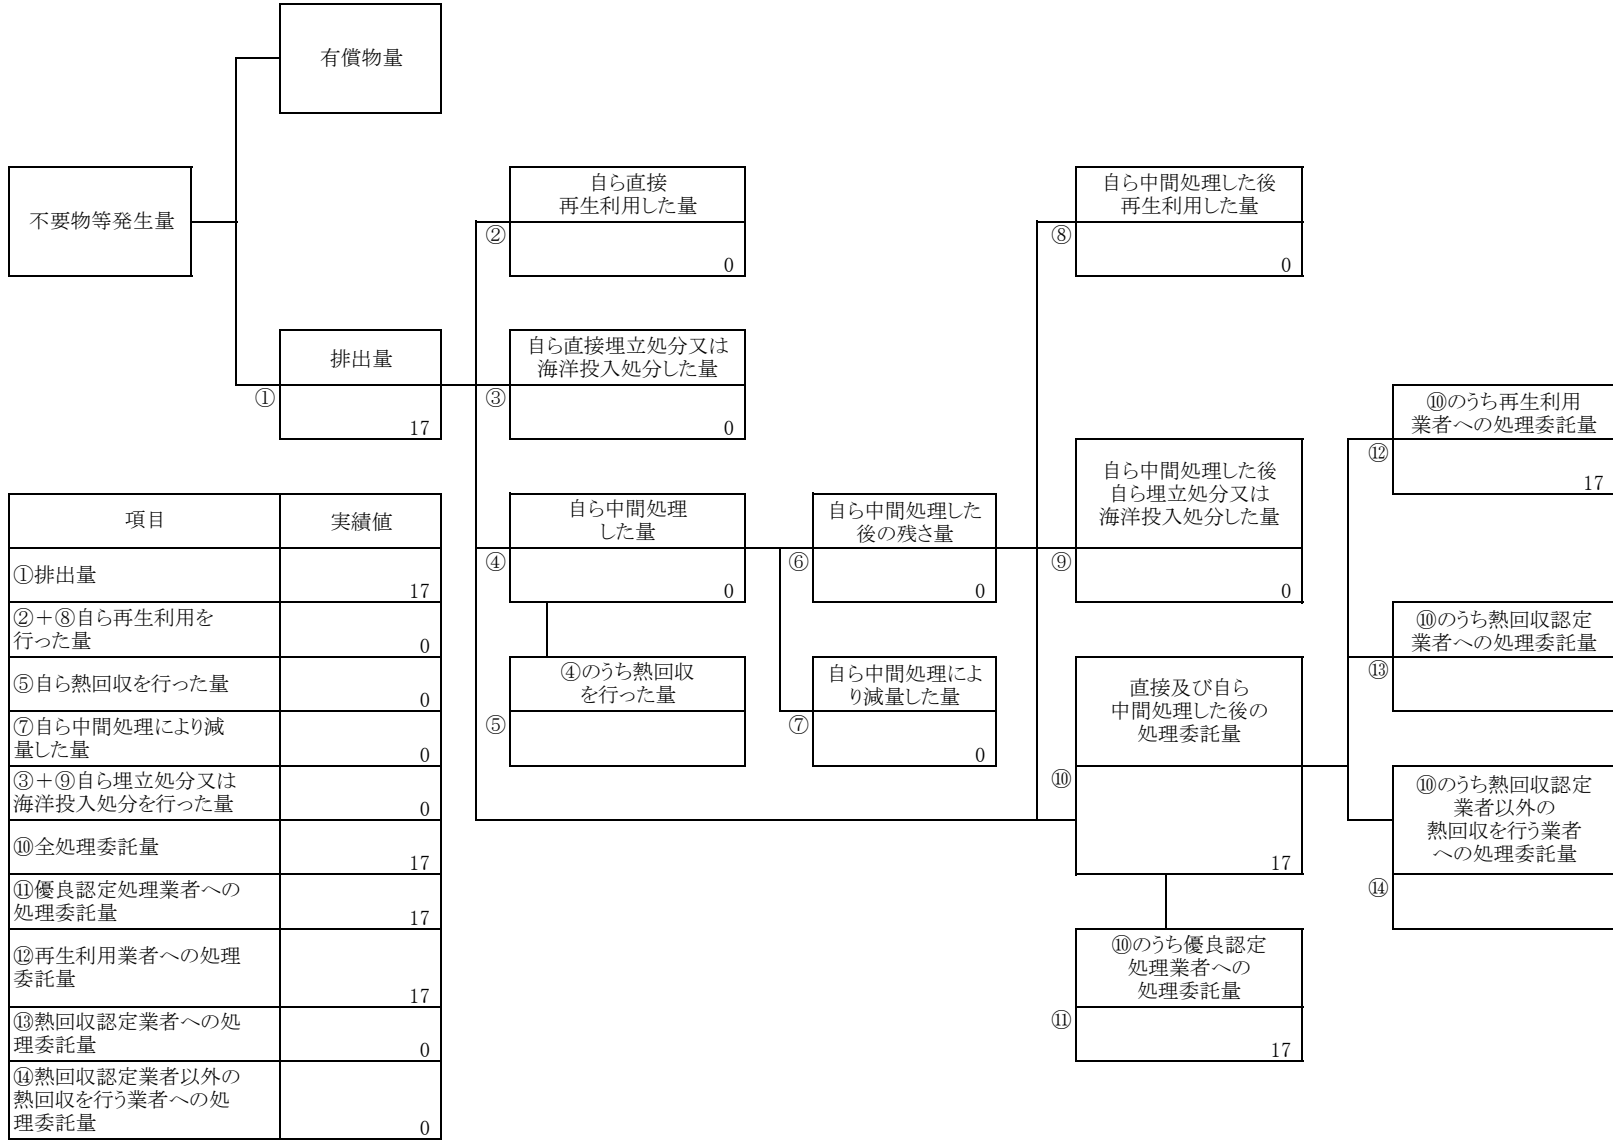 有償物量
不要物等発生量
自ら直接
再生利用した量
②
0
自ら中間処理した後
再生利用した量
⑧
0
排出量
①
17
自ら直接埋立処分又は
海洋投入処分した量
③
0
⑩のうち再生利用
業者への処理委託量
⑫
17
自ら中間処理
した量
④
0
自ら中間処理した
後の残さ量
⑥
0
自ら中間処理した後
自ら埋立処分又は
海洋投入処分した量
⑨
0
⑩のうち熱回収認定
業者への処理委託量
⑬
④のうち熱回収
を行った量
⑤
自ら中間処理によ
り減量した量
⑦
0
直接及び自ら
中間処理した後の
処理委託量
⑩
17
⑩のうち熱回収認定
業者以外の
熱回収を行う業者
への処理委託量
⑭
⑩のうち優良認定
処理業者への
処理委託量
⑪
17
項目 実績値
①排出量
17
②＋⑧自ら再生利用を
行った量
0
⑤自ら熱回収を行った量
0
⑦自ら中間処理により減
量した量
0
③＋⑨自ら埋立処分又は
海洋投入処分を行った量
0
⑩全処理委託量
17
⑪優良認定処理業者への
処理委託量
17
⑫再生利用業者への処理
委託量
17
⑬熱回収認定業者への処
理委託量
0
⑭熱回収認定業者以外の
熱回収を行う業者への処
理委託量
0